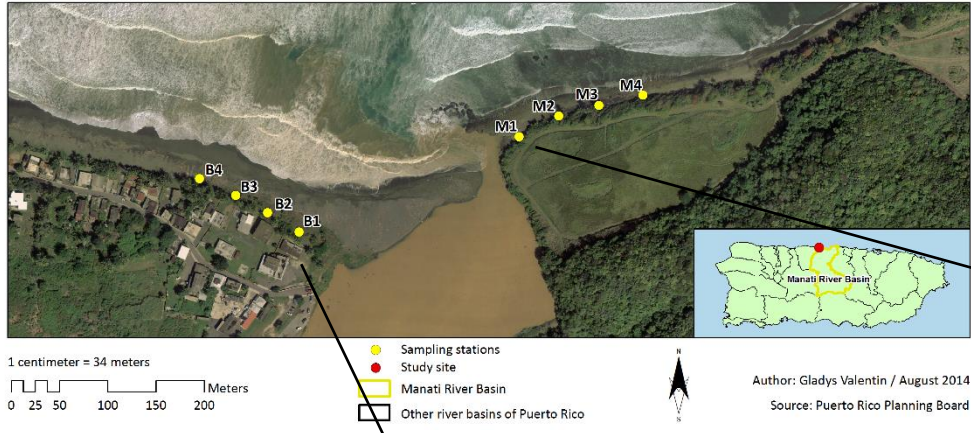 M4
M3
M2
M1
B4
B3
B2
B1
Manati River Basin
1 centimeter = 34 meters
Meters
0 25 50 100 150 200
Sampling stations
Study site
Manati River Basin
Other river basins of Puerto Rico
N
S
Author: Gladys Valentin / August 2014
Source: Puerto Rico Planning Board